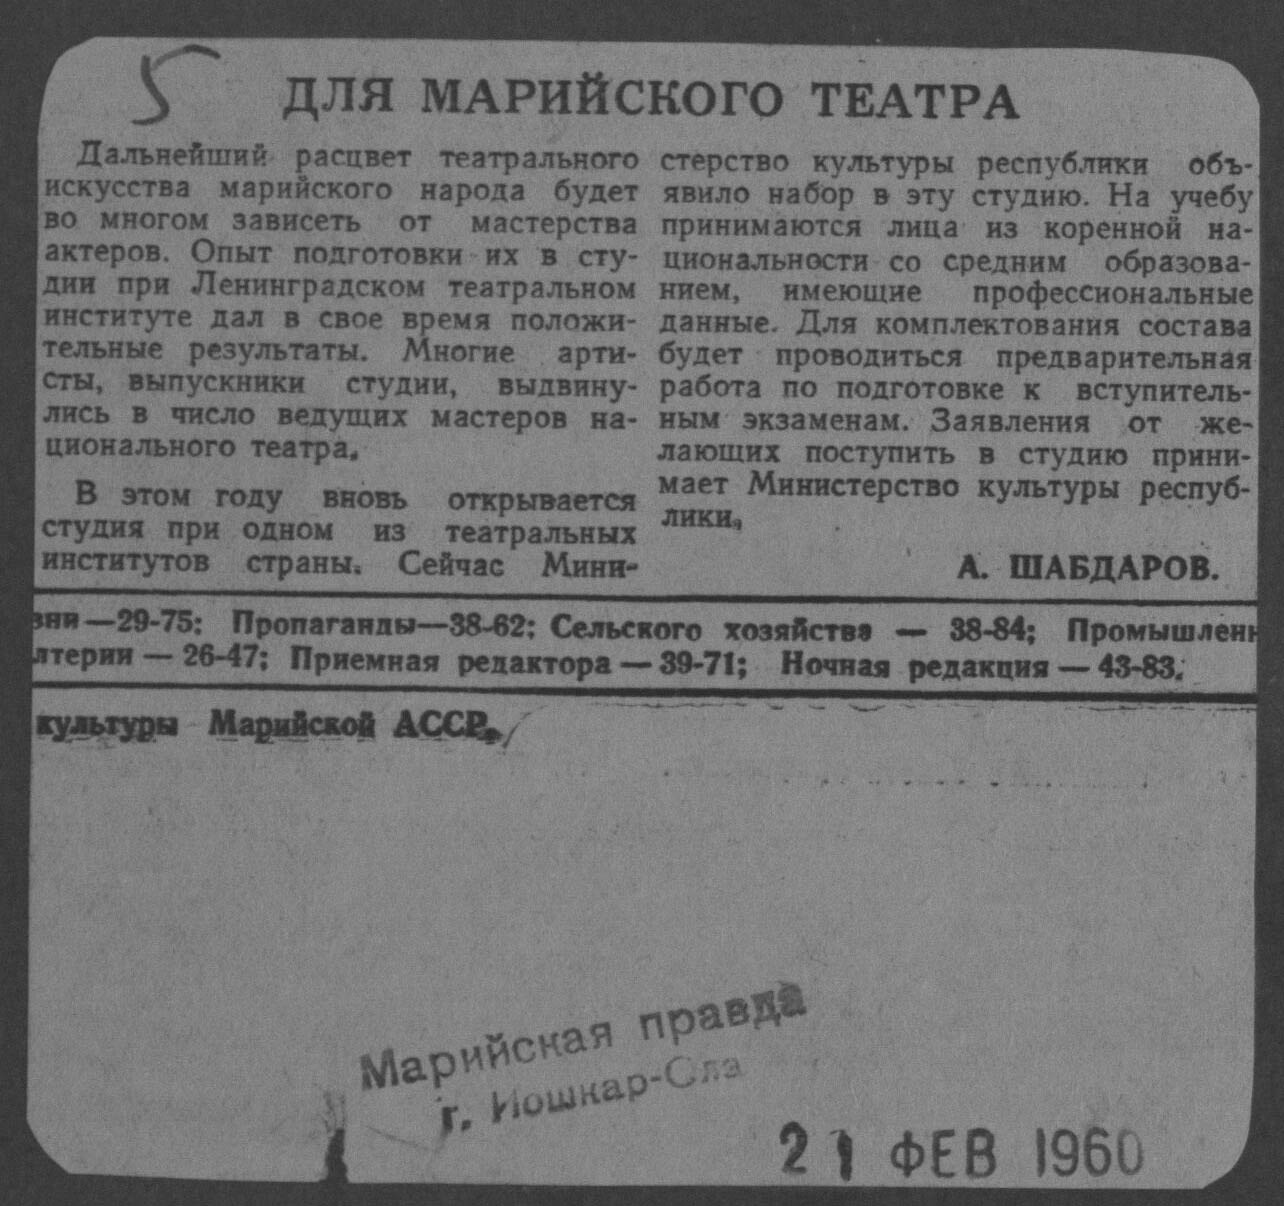 5
ДЛЯ МАРИЙСКОГО ТЕАТРА
Дальнейший расцвет театрального
искусства марийского народа будет
во многом зависеть от мастерства
актеров. Опыт подготовки их в сту-
дии при Ленинградском театральном
институте дал в свое время положи-
тельные результаты. Многие арти-
сты, выпускники студии, выдвину-
лись в число ведущих мастеров на-
ционального театра.
В этом году вновь открывается
студия при одном из театральных
институтов страны. Сейчас Мини-
стерство культуры республики объ-
явило набор в эту студию. На учебу
принимаются лица из коренной на-
циональности со средним образова-
нием, имеющие профессиональные
данные. Для комплектования состава
будет проводиться предварительная
работа по подготовке к вступитель-
ным экзаменам. Заявления от же-
лающих поступить в студию прини-
мает Министерство культуры респуб-
лики.
А. ШАБДАРОВ.
зни—29-75; Пропаганды—38-62; Сельского хозяйства — 38-84; Промышленн
лтерии — 26-47; Приемная редактора — 39-71; Ночная редакция — 43-83.
культуры Марийской АССР.
Марийская правда
г. Йошкар-Ола
21 ФЕВ 1960